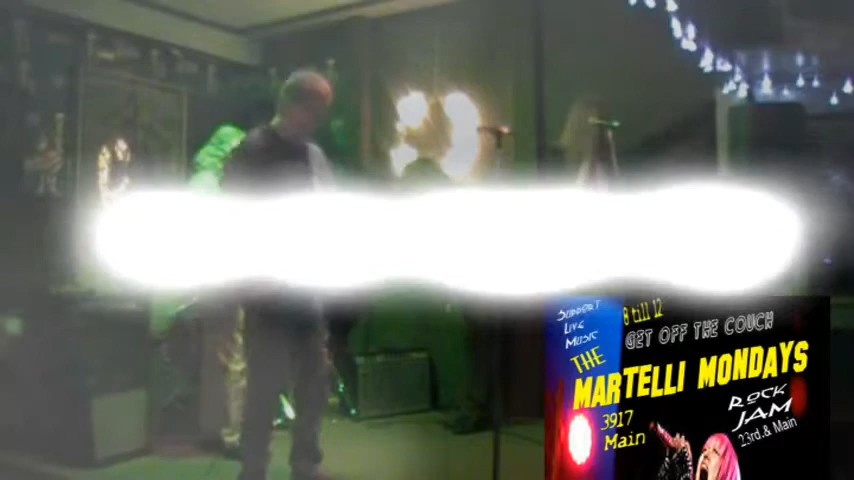 SUPPORT
LIVE
MUSIC
8 till 12
GET OFF THE COUCH
THE
MARTELLI MONDAYS
3917
Main
ROCK
JAM
23rd.& Main